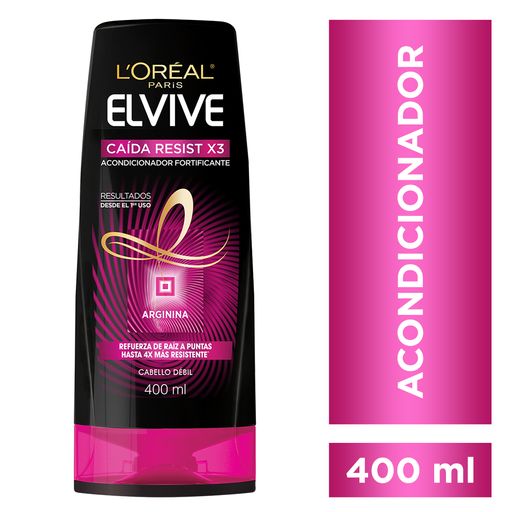 L'ORÉAL
PARIS
ELVIVE
CAÍDA RESIST X3
ACONDICIONADOR FORTIFICANTE
RESULTADOS
DESDE EL 1ER USO
ARGININA
REFUERZA DE RAÍZ A PUNTAS
HASTA 4X MÁS RESISTENTE*
CABELLO DÉBIL
400 ml
ACONDICIONADOR
400 ml